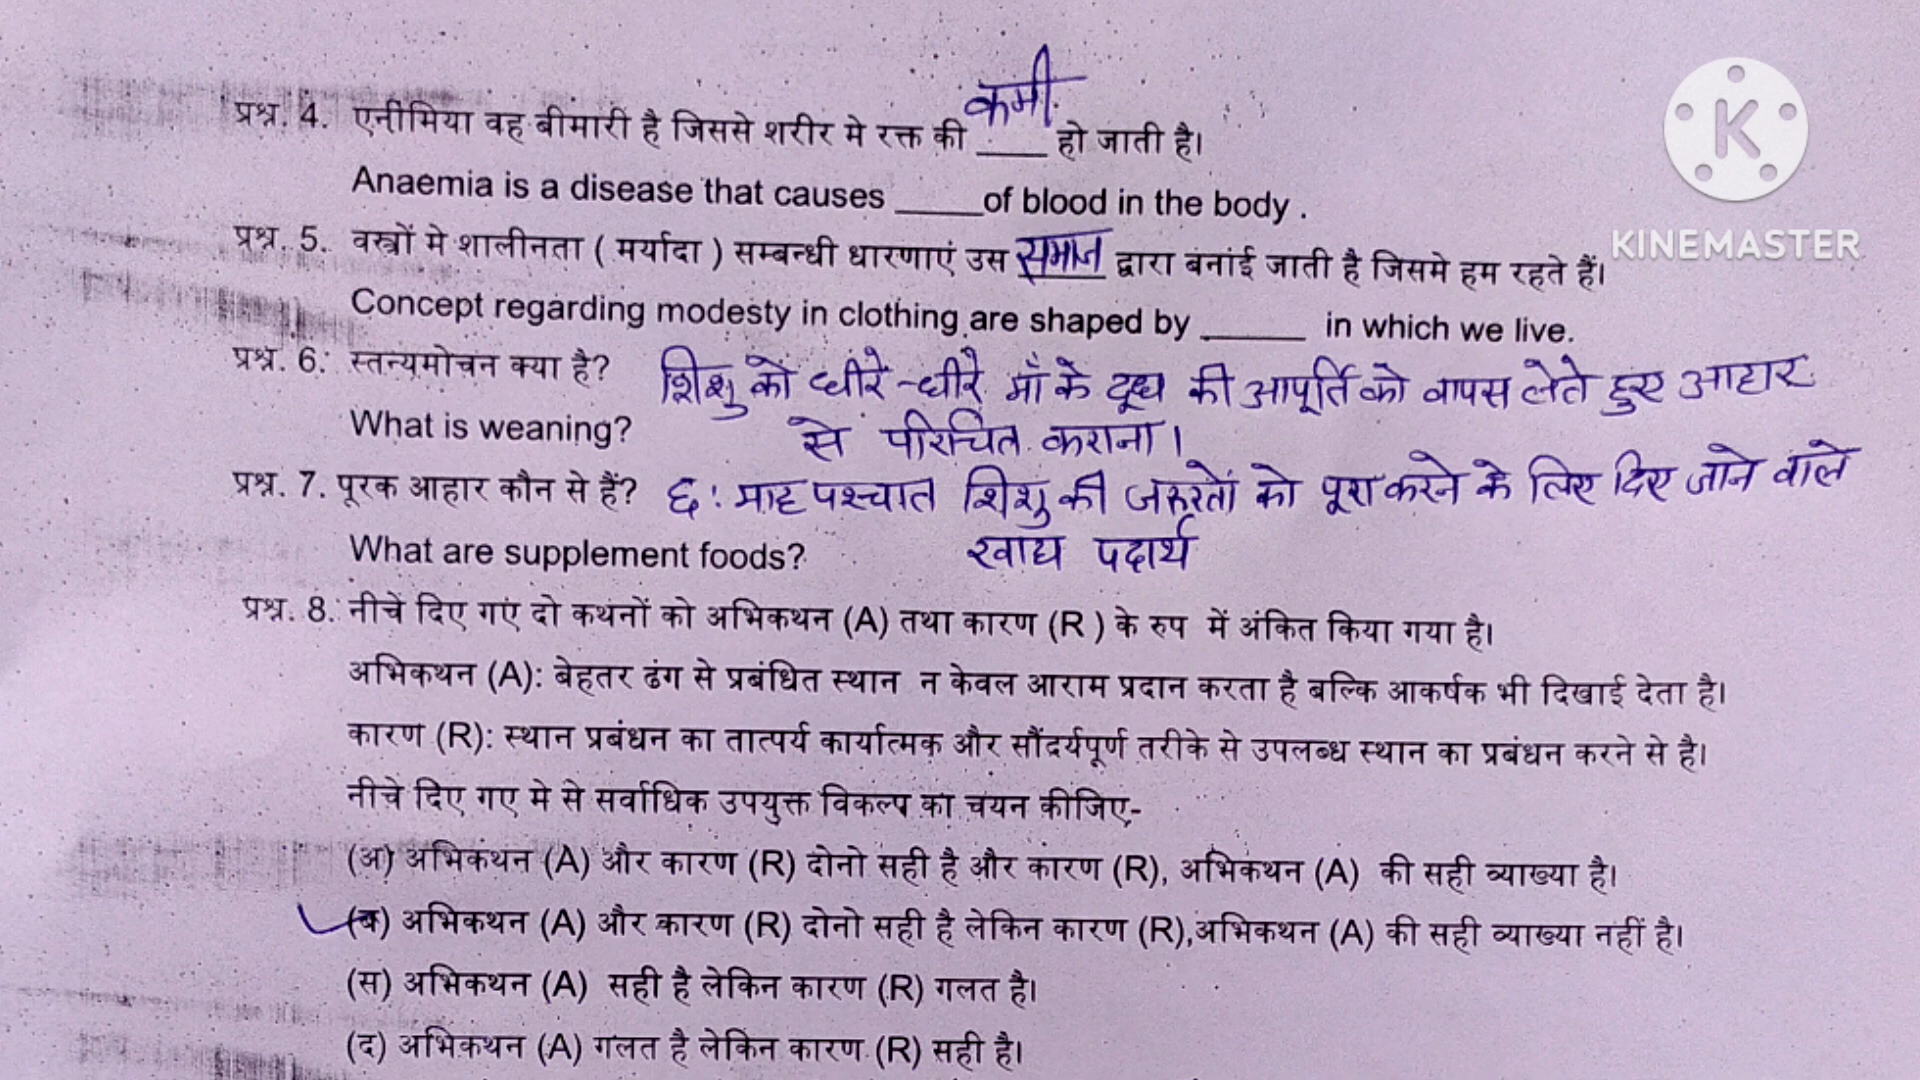 प्रश्न. 4. एनीमिया वह बीमारी है जिससे शरीर मे रक्त की कमी हो जाती है।
Anaemia is a disease that causes _____ of blood in the body .
प्रश्न. 5. वस्त्रों मे शालीनता ( मर्यादा ) सम्बन्धी धारणाएं उस समाज द्वारा बनाई जाती है जिसमे हम रहते हैं।
Concept regarding modesty in clothing are shaped by ______ in which we live.
प्रश्न. 6. स्तन्यमोचन क्या है? शिशु को धीरे-धीरे माँ के दूध की आपूर्ति को वापस लेते हुए आहार
What is weaning? से परिचित कराना।
प्रश्न. 7. पूरक आहार कौन से हैं? छ: माह पश्चात शिशु की जरुरतों को पूरा करने के लिए दिए जाने वाले
What are supplement foods? खाद्य पदार्थ
प्रश्न. 8. नीचे दिए गए दो कथनों को अभिकथन (A) तथा कारण (R ) के रुप में अंकित किया गया है।
अभिकथन (A): बेहतर ढंग से प्रबंधित स्थान न केवल आराम प्रदान करता है बल्कि आकर्षक भी दिखाई देता है।
कारण (R): स्थान प्रबंधन का तात्पर्य कार्यात्मक और सौंदर्यपूर्ण तरीके से उपलब्ध स्थान का प्रबंधन करने से है।
नीचे दिए गए मे से सर्वाधिक उपयुक्त विकल्प का चयन कीजिए-
(अ) अभिकथन (A) और कारण (R) दोनो सही है और कारण (R), अभिकथन (A) की सही व्याख्या है।
(ब) अभिकथन (A) और कारण (R) दोनो सही है लेकिन कारण (R),अभिकथन (A) की सही व्याख्या नहीं है।
(स) अभिकथन (A) सही है लेकिन कारण (R) गलत है।
(द) अभिकथन (A) गलत है लेकिन कारण (R) सही है।
K
KINEMASTER